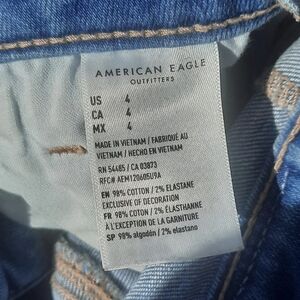 AMERICAN EAGLE
OUTFITTERS
US 4
CA 4
MX 4
MADE IN VIETNAM / FABRIQUÉ AU
VIETNAM / HECHO EN VIETNAM
RN 54485 / CA 03873
RFC# AEM120605U9A
EN 98% COTTON / 2% ELASTANE
EXCLUSIVE OF DECORATION
FR 98% COTON / 2% ÉLASTHANNE
À L'EXCEPTION DE LA GARNITURE
SP 98% algodón / 2% elastano